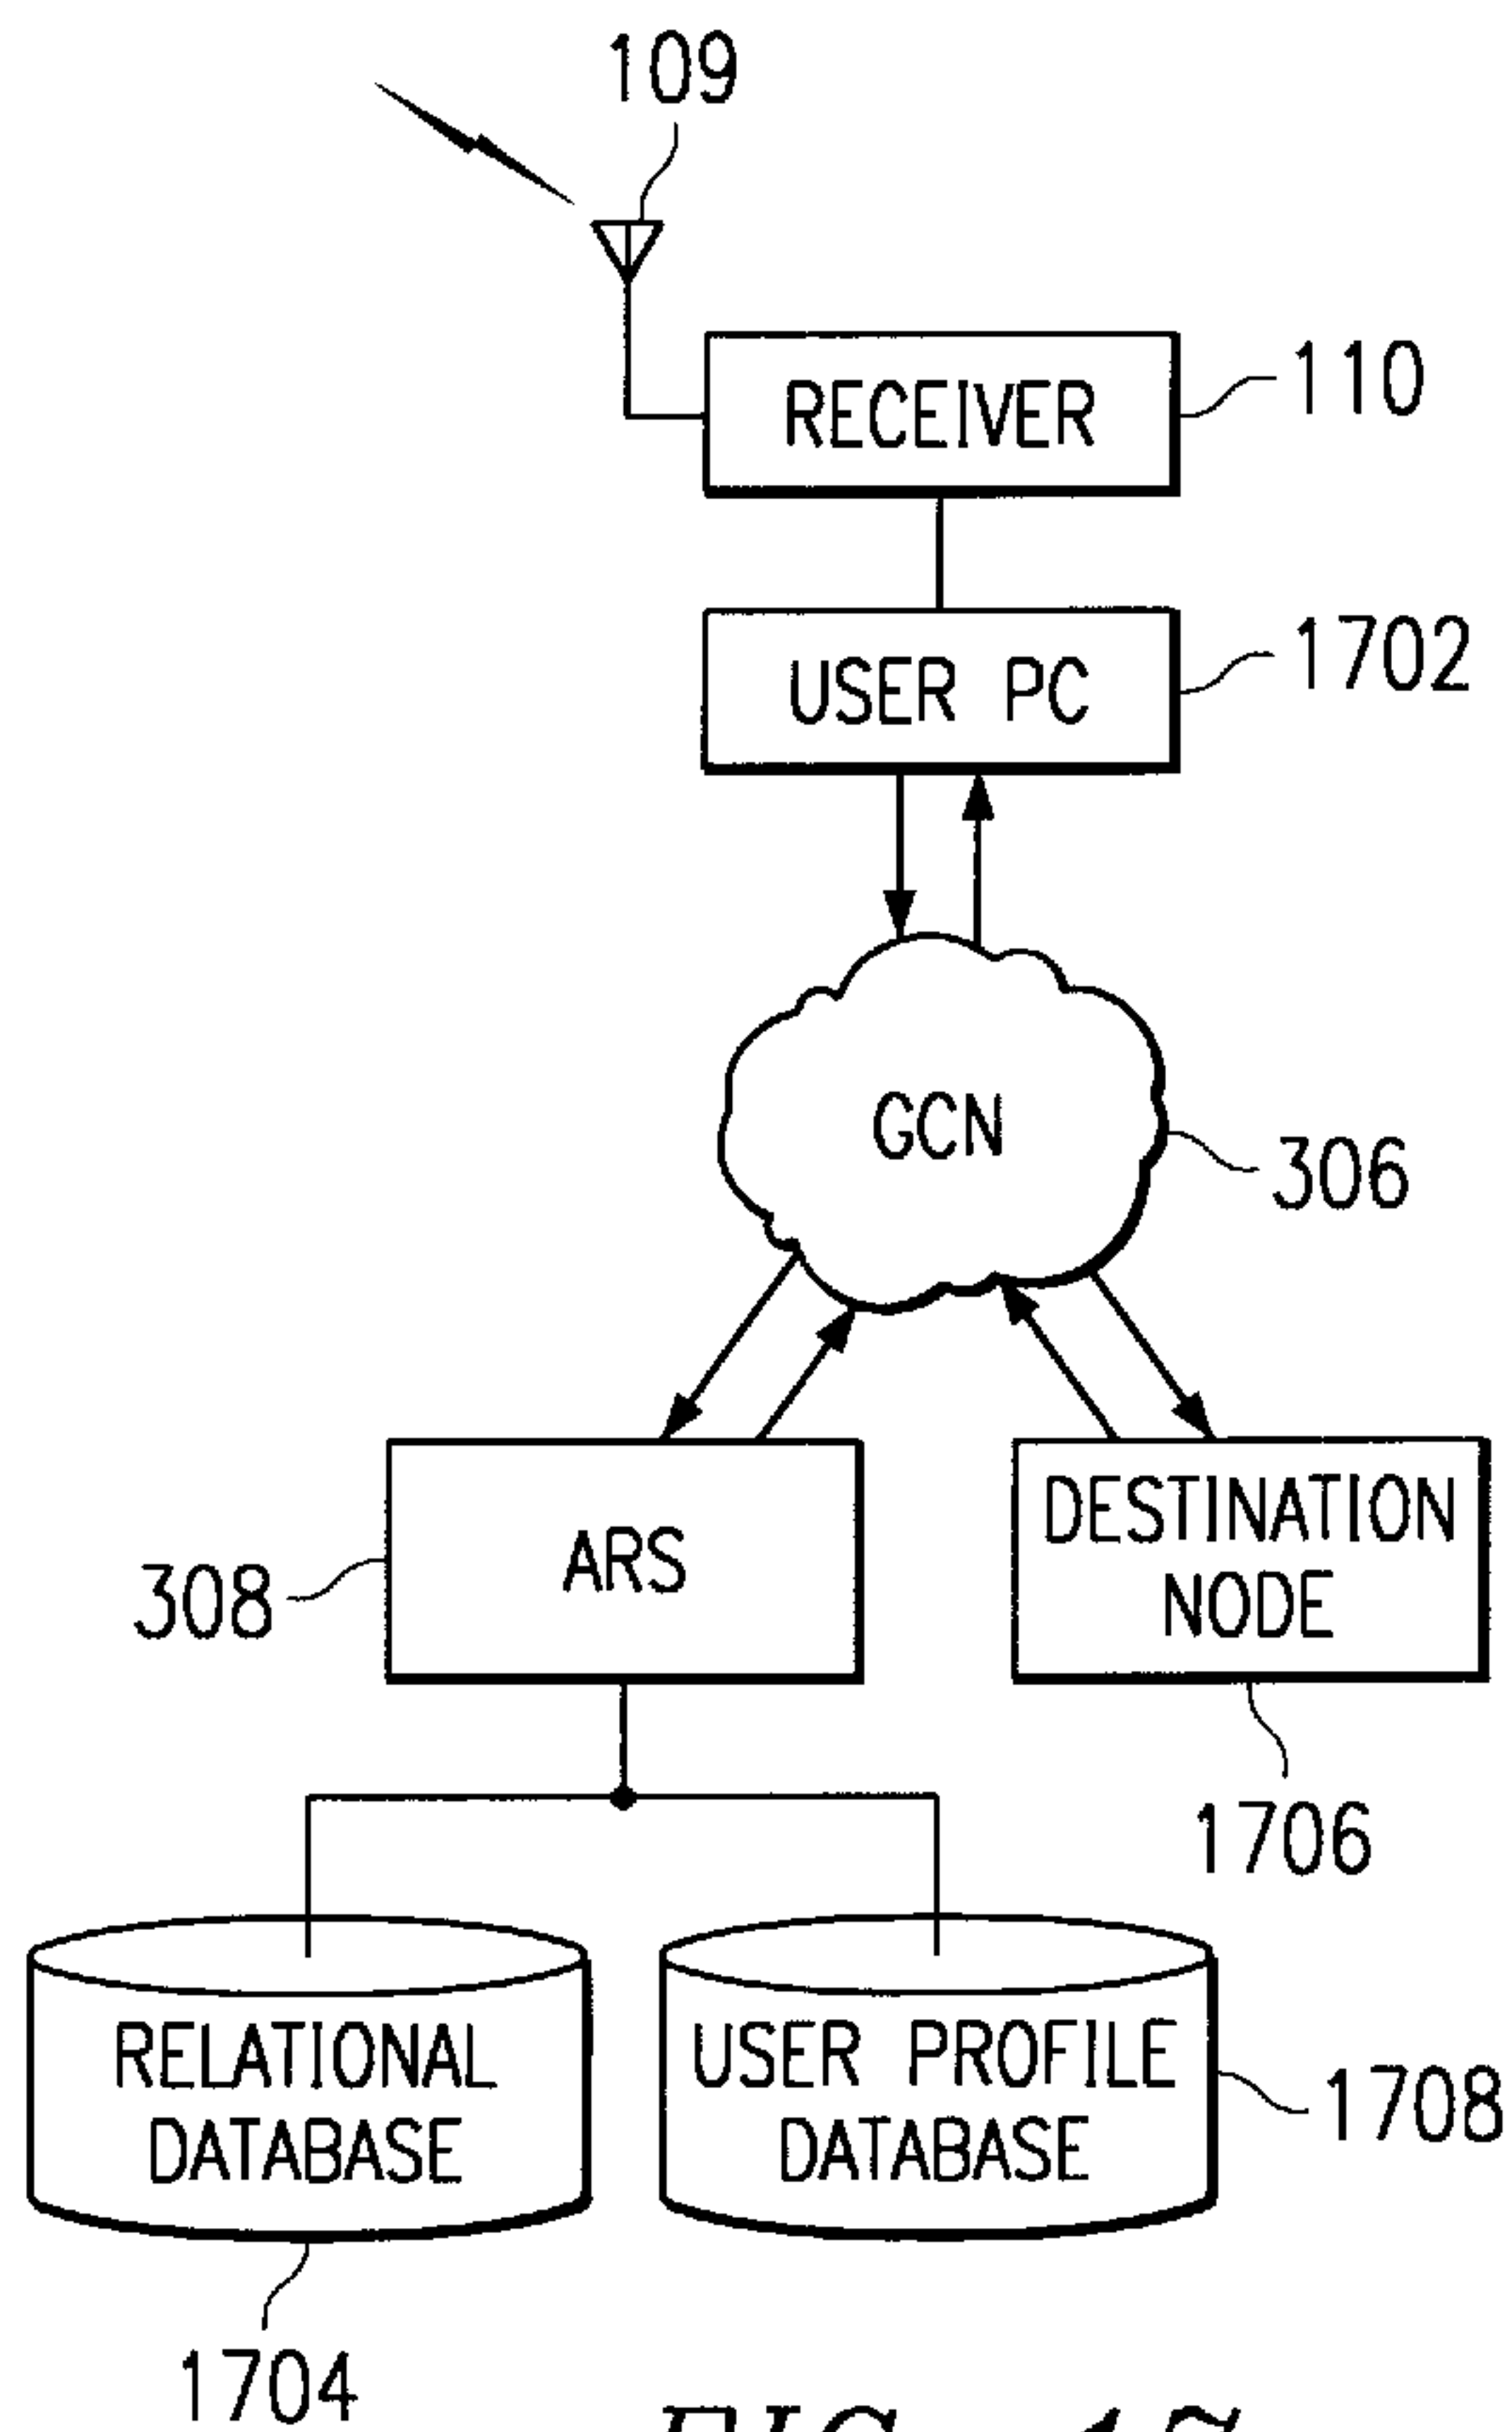 109
RECEIVER
110
USER PC
1702
GCN
306
ARS
308
DESTINATION
NODE
1706
RELATIONAL
DATABASE
1704
USER PROFILE
DATABASE
1708